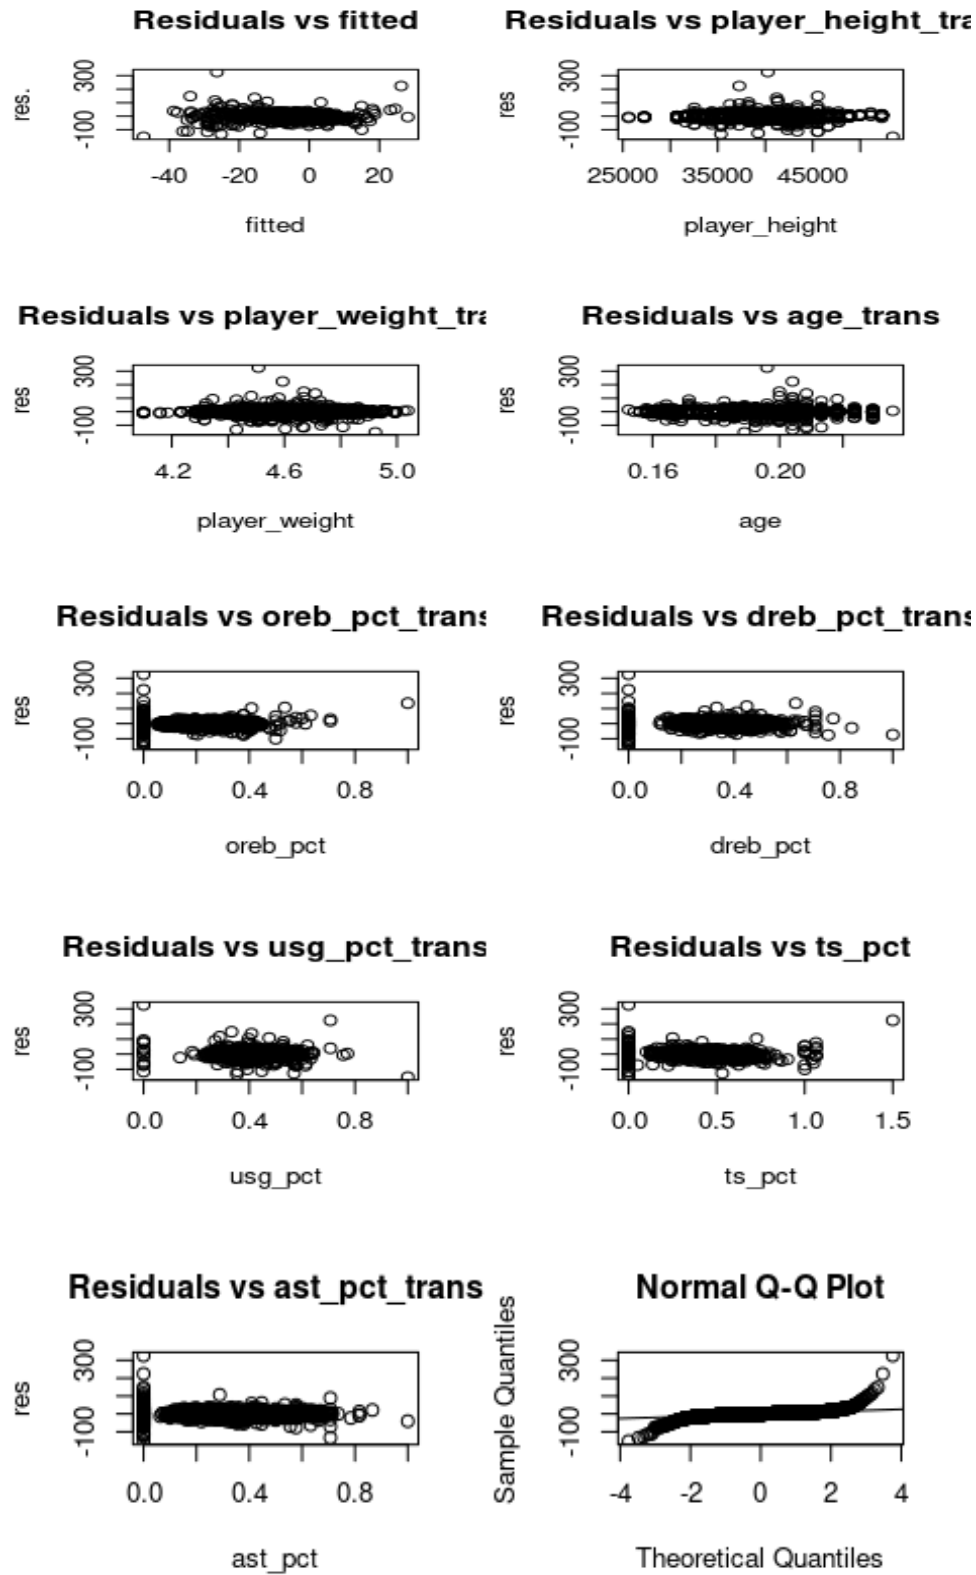 Residuals vs fitted
res.
-100 300
-40 -20 0 20
fitted
Residuals vs player_height_tra
res
-100 300
25000 35000 45000
player_height
Residuals vs player_weight_tra
res
-100 300
4.2 4.6 5.0
player_weight
Residuals vs age_trans
res
-100 300
0.16 0.20
age
Residuals vs oreb_pct_trans
res
-100 300
0.0 0.4 0.8
oreb_pct
Residuals vs dreb_pct_trans
res
-100 300
0.0 0.4 0.8
dreb_pct
Residuals vs usg_pct_trans
res
-100 300
0.0 0.4 0.8
usg_pct
Residuals vs ts_pct
res
-100 300
0.0 0.5 1.0 1.5
ts_pct
Residuals vs ast_pct_trans
res
-100 300
0.0 0.4 0.8
ast_pct
Normal Q-Q Plot
Sample Quantiles
-100 300
-4 -2 0 2 4
Theoretical Quantiles